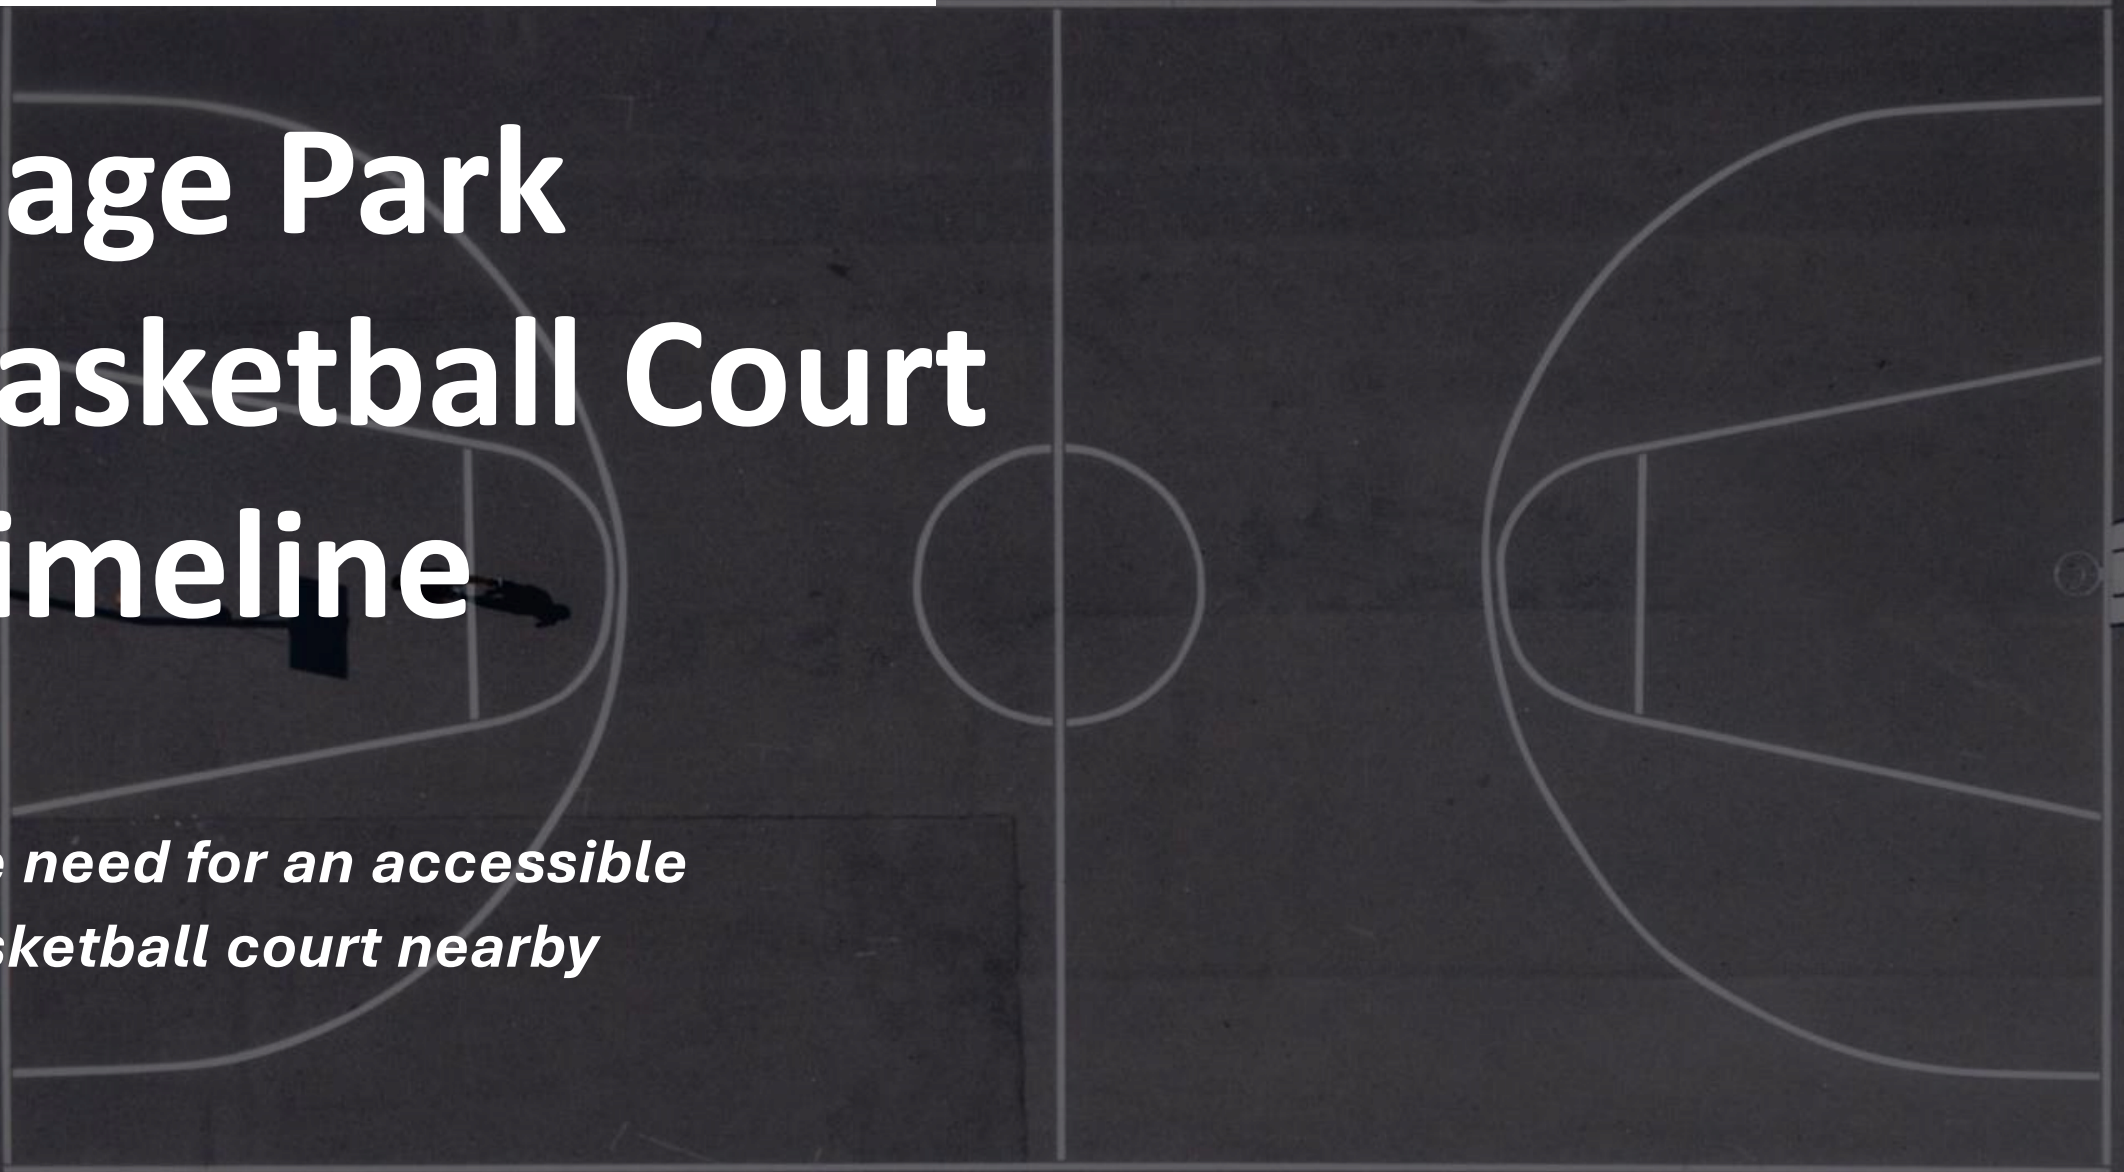 age Park
asketball Court
imeline
e need for an accessible
sketball court nearby